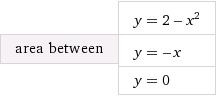 y = 2 − x²
area between
y = −x
y = 0